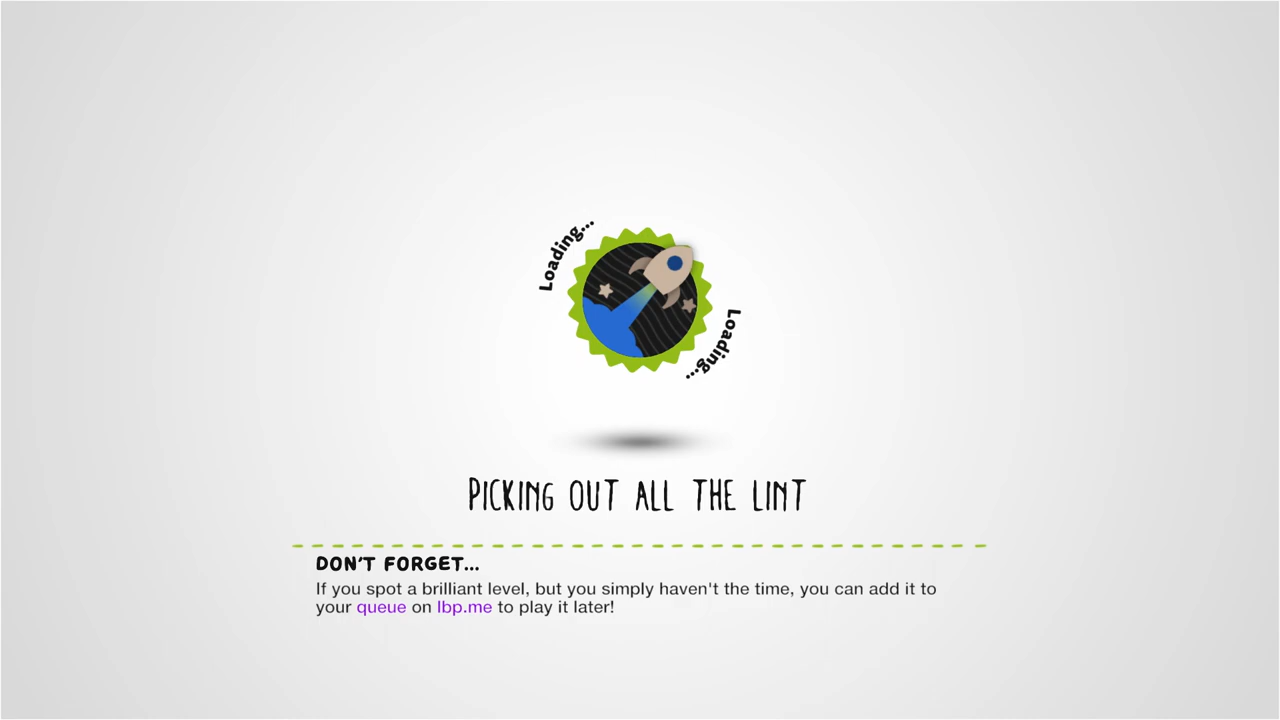 Loading...
Loading...
PICKING OUT ALL THE LINT
DON'T FORGET...
If you spot a brilliant level, but you simply haven't the time, you can add it to
your queue on lbp.me to play it later!